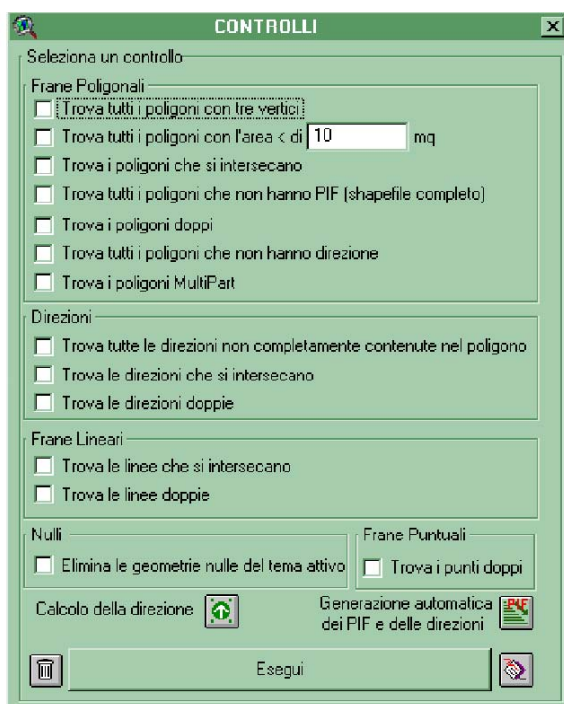 CONTROLLI
Seleziona un controllo
Frane Poligonali
Trova tutti i poligoni con tre vertici
Trova tutti i poligoni con l'area < di 10 mq
Trova i poligoni che si intersecano
Trova tutti i poligoni che non hanno PIF (shapefile completo)
Trova i poligoni doppi
Trova tutti i poligoni che non hanno direzione
Trova i poligoni MultiPart
Direzioni
Trova tutte le direzioni non completamente contenute nel poligono
Trova le direzioni che si intersecano
Trova le direzioni doppie
Frane Lineari
Trova le linee che si intersecano
Trova le linee doppie
Nulli
Elimina le geometrie nulle del tema attivo
Frane Puntuali
Trova i punti doppi
Calcolo della direzione
Generazione automatica
dei PIF e delle direzioni
PIF
Esegui